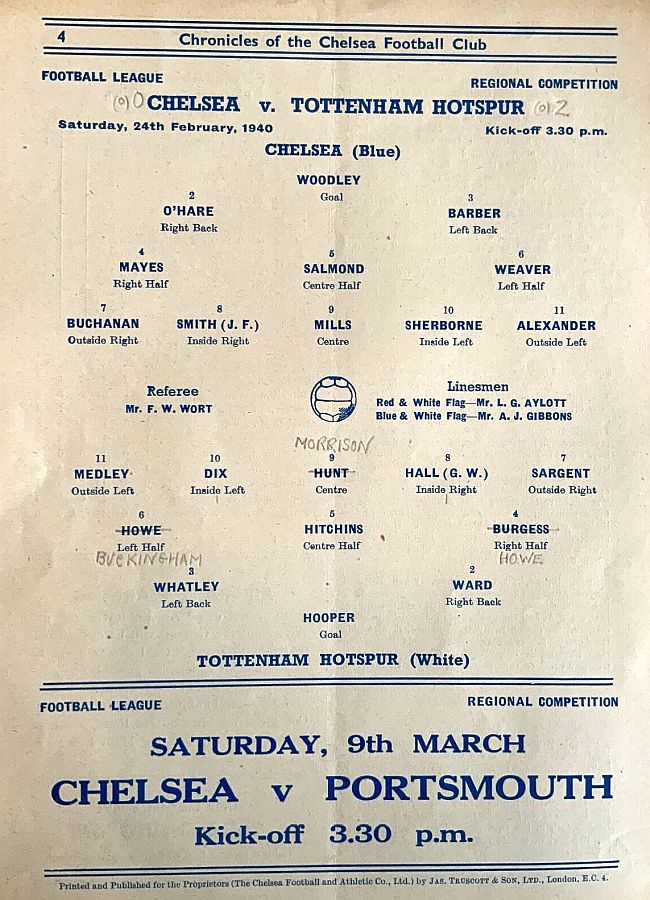 4 Chronicles of the Chelsea Football Club
FOOTBALL LEAGUE REGIONAL COMPETITION
(0) 0 CHELSEA v. TOTTENHAM HOTSPUR (0) 2
Saturday, 24th February, 1940 Kick-off 3.30 p.m.
CHELSEA (Blue)
WOODLEY
Goal
2 3
O'HARE BARBER
Right Back Left Back
4 5 6
MAYES SALMOND WEAVER
Right Half Centre Half Left Half
7 8 9 10 11
BUCHANAN SMITH (J. F.) MILLS SHERBORNE ALEXANDER
Outside Right Inside Right Centre Inside Left Outside Left
Referee
Mr. F. W. WORT
Linesmen
Red & White Flag—Mr. L. G. AYLOTT
Blue & White Flag—Mr. A. J. GIBBONS
MORRISON
11 10 9 8 7
MEDLEY DIX HUNT HALL (G. W.) SARGENT
Outside Left Inside Left Centre Inside Right Outside Right
6 5 4
HOWE HITCHINS BURGESS
Left Half Centre Half Right Half
BUCKINGHAM HOWE
3 2
WHATLEY WARD
Left Back Right Back
HOOPER
Goal
TOTTENHAM HOTSPUR (White)
FOOTBALL LEAGUE REGIONAL COMPETITION
SATURDAY, 9th MARCH
CHELSEA v PORTSMOUTH
Kick-off 3.30 p.m.
Printed and Published for the Proprietors (The Chelsea Football and Athletic Co., Ltd.) by JAS. TRUSCOTT & SON, LTD., London, E.C. 4.